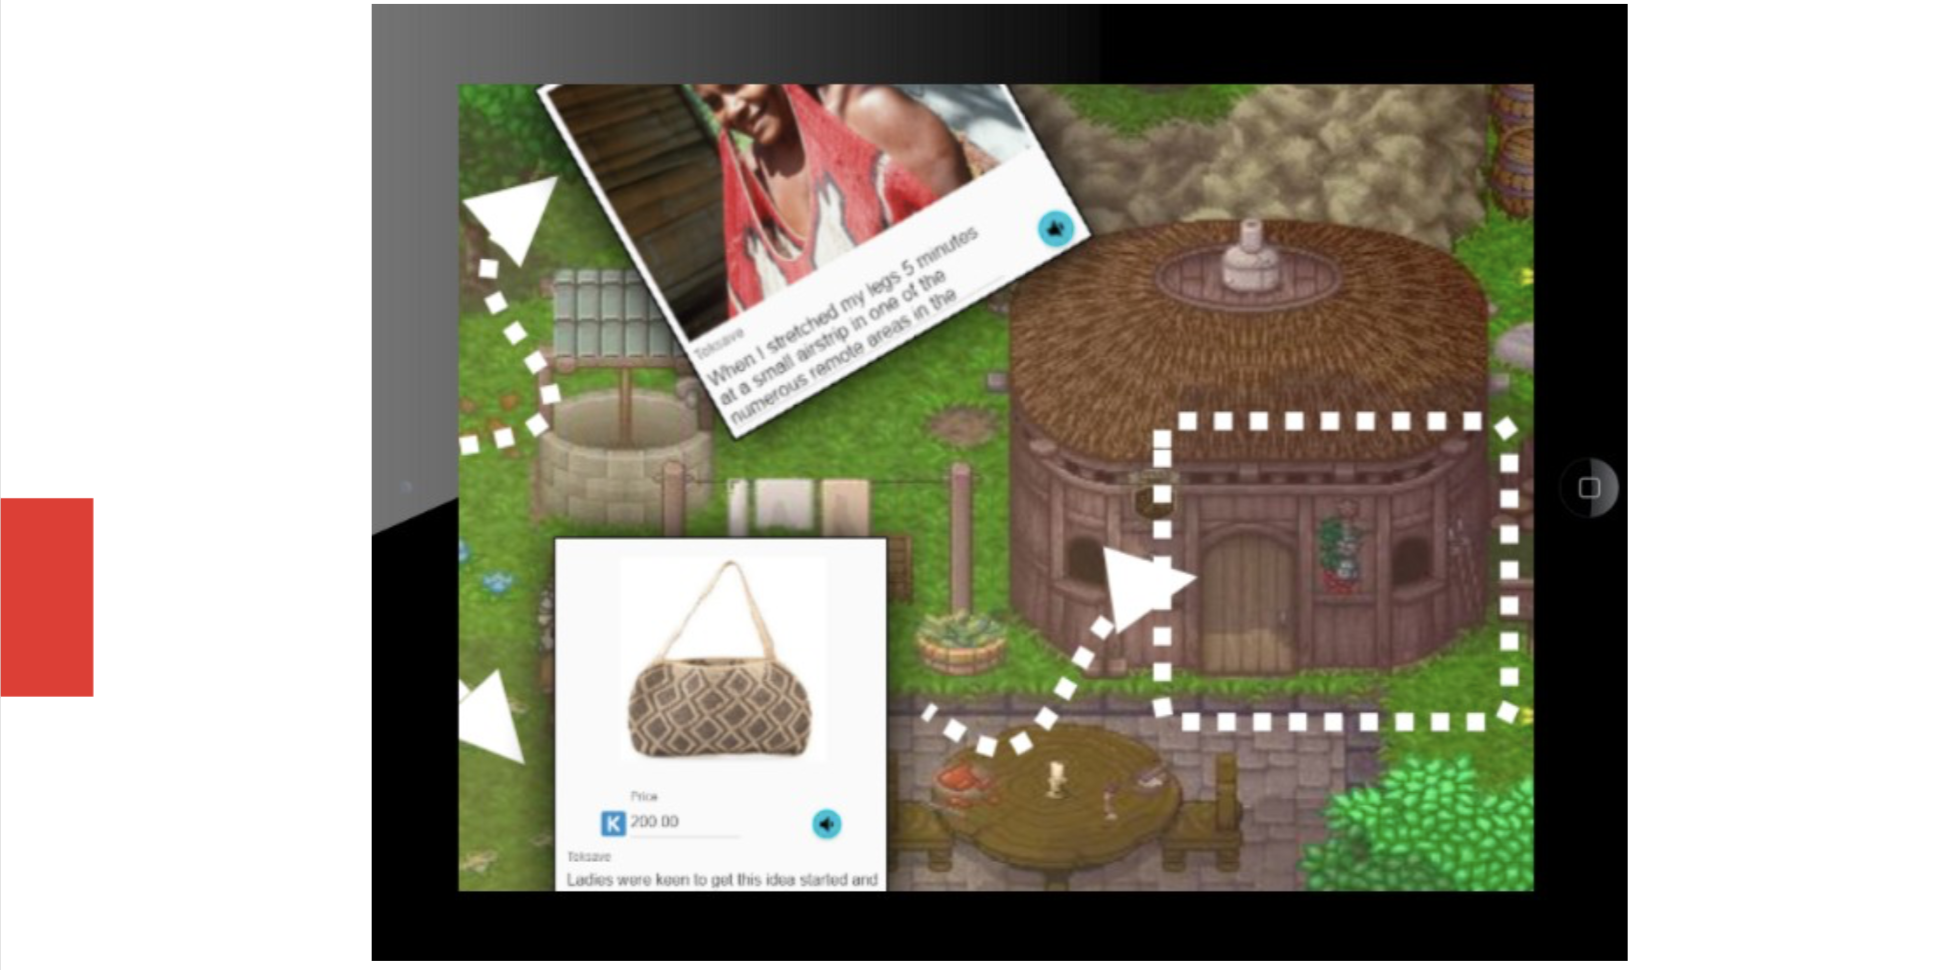 Toksave
When I stretched my legs 5 minutes
at a small airstrip in one of the
numerous remote areas in the
Price
K 200.00
Toksave
Ladies were keen to get this idea started and